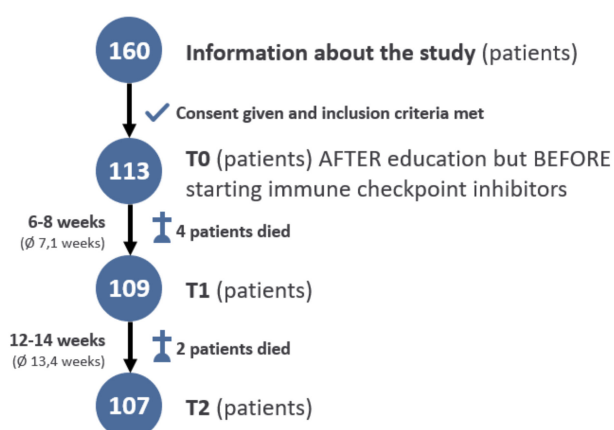 160 Information about the study (patients)
Consent given and inclusion criteria met
113 T0 (patients) AFTER education but BEFORE
starting immune checkpoint inhibitors
6-8 weeks
(Ø 7,1 weeks)
4 patients died
109 T1 (patients)
12-14 weeks
(Ø 13,4 weeks)
2 patients died
107 T2 (patients)